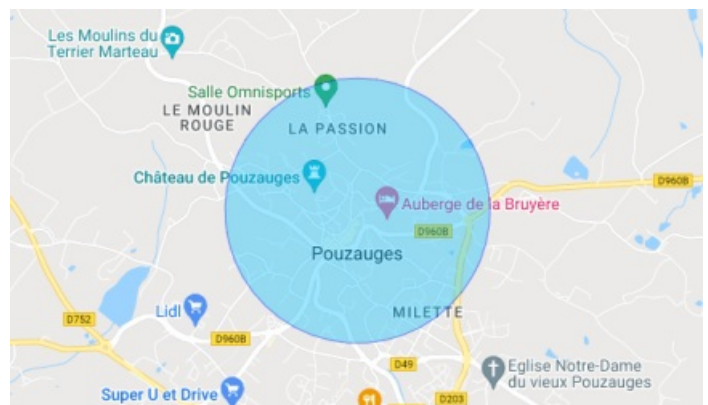 Les Moulins du
Terrier Marteau
Salle Omnisports
LE MOULIN
ROUGE
LA PASSION
Château de Pouzauges
D960B
Auberge de la Bruyère
D960B
Pouzauges
Lidl
MILETTE
D752
D960B
D49
Eglise Notre-Dame
du vieux Pouzauges
Super U et Drive
D203